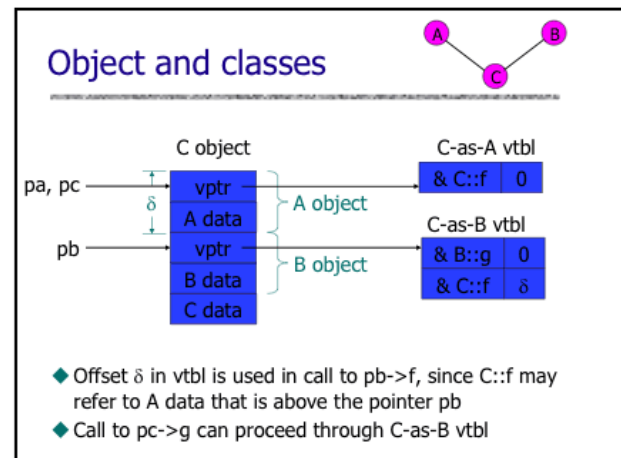 A B
Object and classes
C
C object
C-as-A vtbl
pa, pc
vptr
& C::f 0
δ
A object
A data
C-as-B vtbl
pb
vptr
& B::g 0
B object
B data
& C::f δ
C data
Offset δ in vtbl is used in call to pb->f, since C::f may
refer to A data that is above the pointer pb
Call to pc->g can proceed through C-as-B vtbl